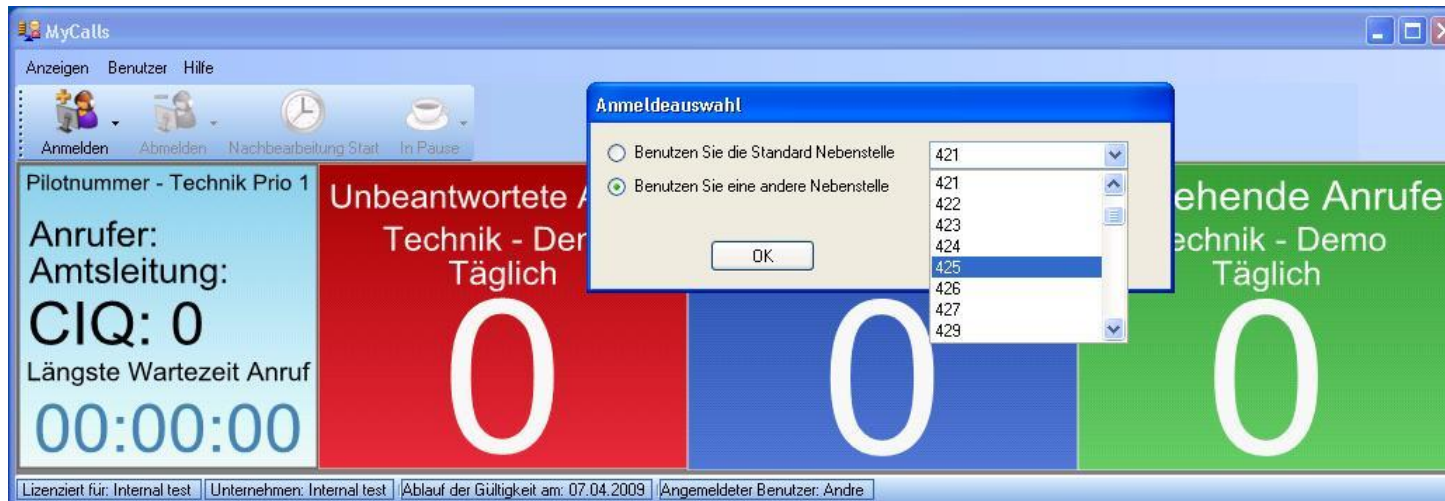 MyCalls
Anzeigen Benutzer Hilfe
Anmelden Abmelden Nachbearbeitung Start In Pause
Anmeldeauswahl
Benutzen Sie die Standard Nebenstelle
Benutzen Sie eine andere Nebenstelle
421
421
422
423
424
425
426
427
429
OK
Pilotnummer - Technik Prio 1
Anrufer:
Amtsleitung:
CIQ: 0
Längste Wartezeit Anruf
00:00:00
Unbeantwortete
Technik - Der
Täglich
0
0
ehende Anrufe
echnik - Demo
Täglich
0
Lizenziert für: Internal test Unternehmen: Internal test Ablauf der Gültigkeit am: 07.04.2009 Angemeldeter Benutzer: Andre